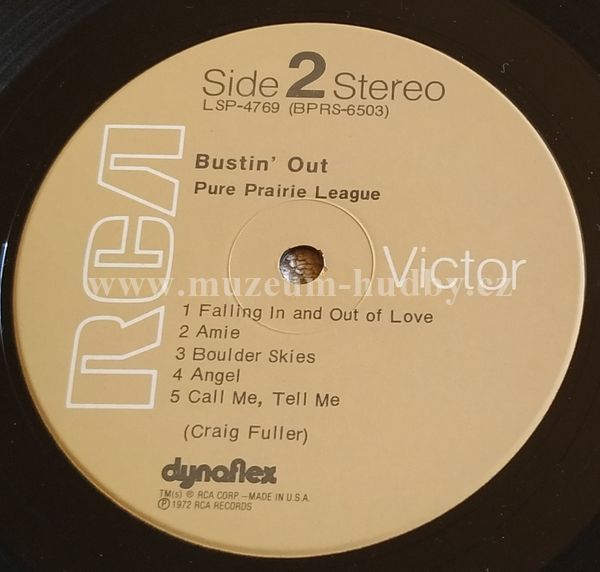 Side 2 Stereo
LSP-4769 (BPRS-6503)
Bustin' Out
Pure Prairie League
RCA
Victor
www.muzeum-hudby.cz
1 Falling In and Out of Love
2 Amie
3 Boulder Skies
4 Angel
5 Call Me, Tell Me
(Craig Fuller)
dynaflex
TM(s) ® RCA CORP.—MADE IN U.S.A.
Ⓟ 1972 RCA RECORDS